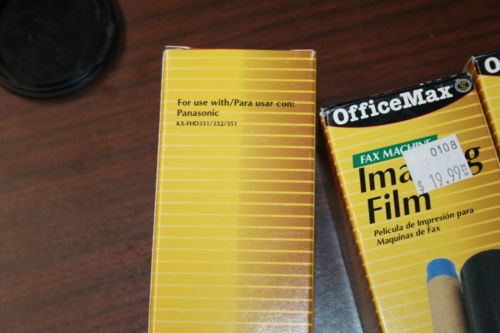 For use with/Para usar con:
Panasonic
KX-FHD331/332/351
OfficeMax
FAX MACHINE
0108
$ 19.99
Imaging
Film
Película de Impresión para
Maquinas de Fax
O